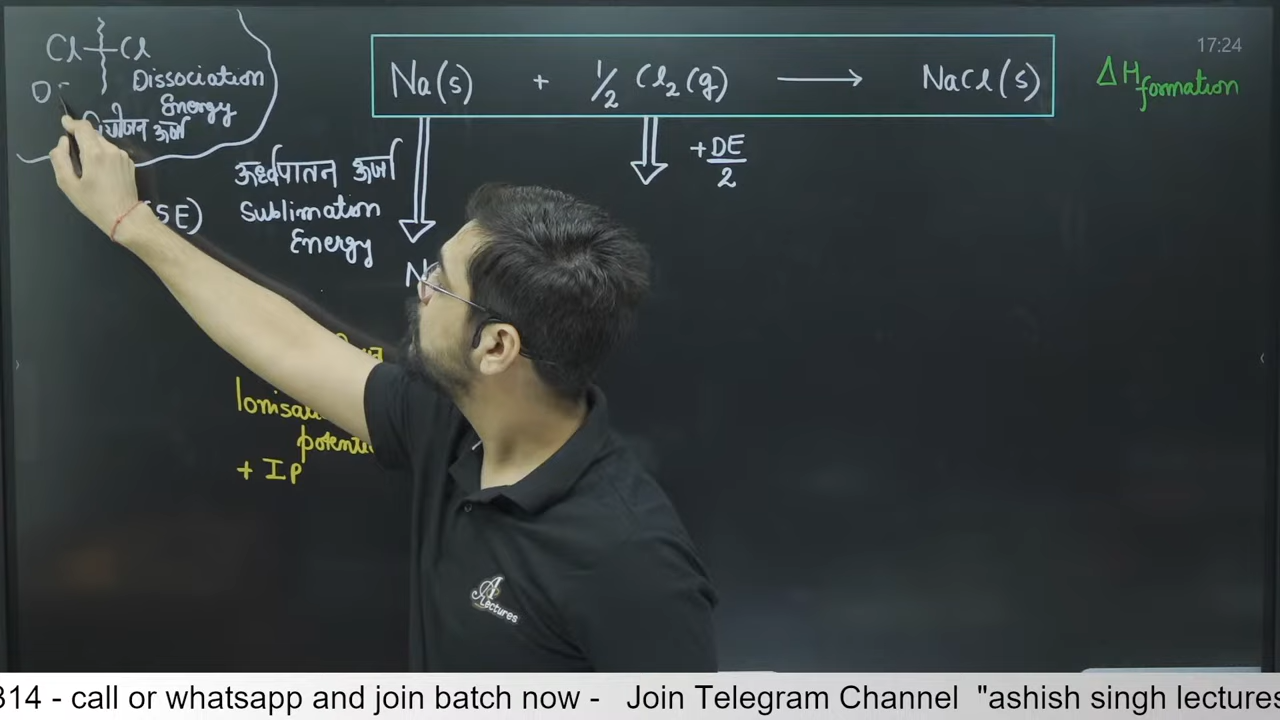 Cl Cl
Dissociation
Energy
ऊर्जा
Na(s) + 1/2 Cl₂(g) ⟶ NaCl(s)
ΔH formation
17:24
+DE/2
ऊर्ध्वपातन ऊर्जा
Sublimation
Energy
SE)
+ IP
A
Lectures
314 - call or whatsapp and join batch now - Join Telegram Channel "ashish singh lectures